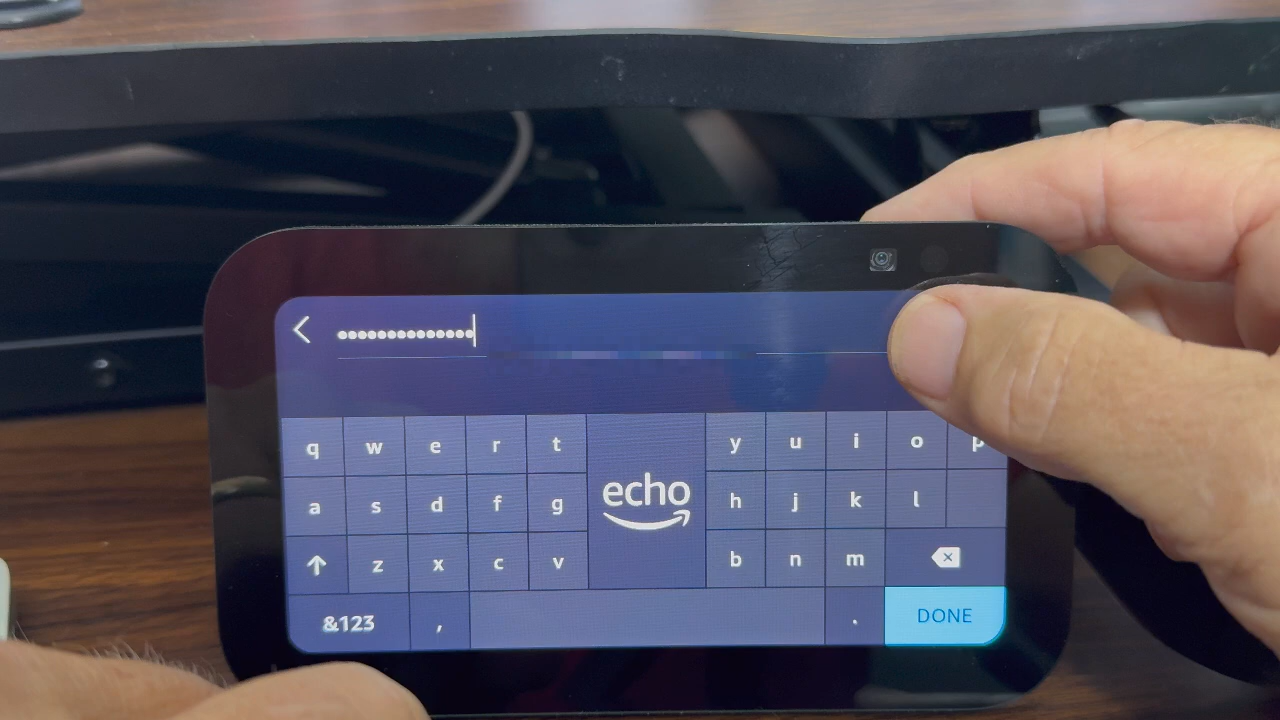 ••••••••••••••
q w e r t y u i o p
a s d f g echo h j k l
z x c v b n m
&123 , . DONE